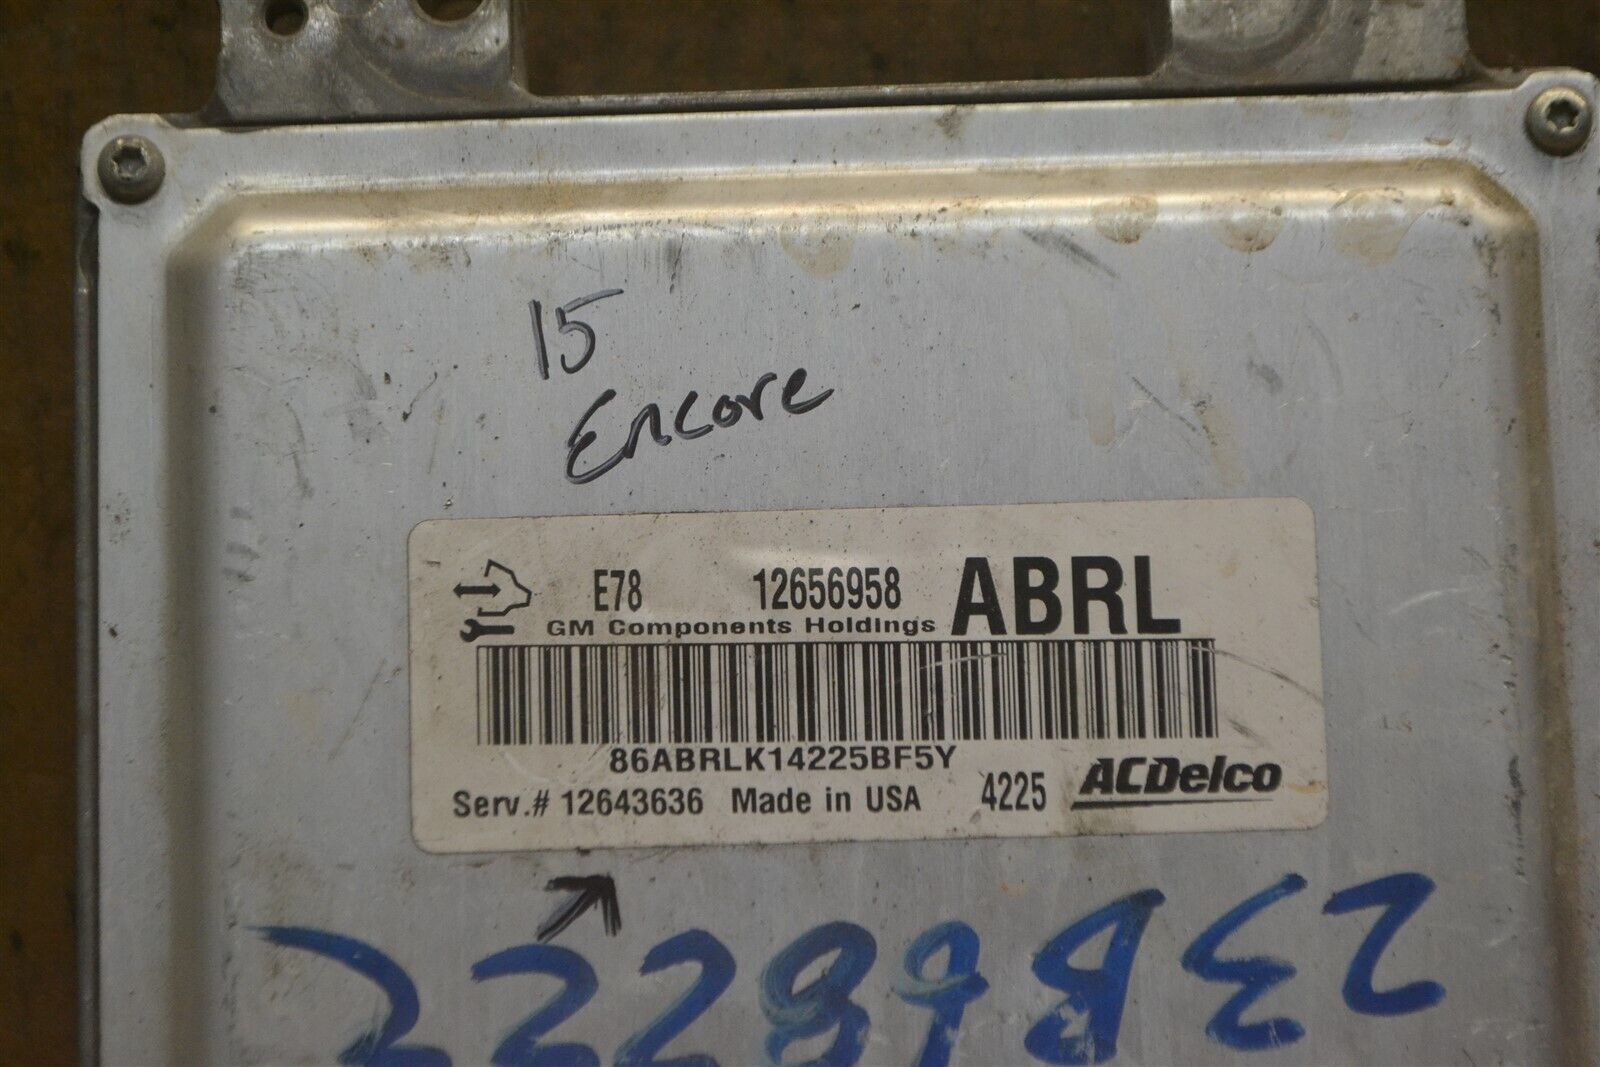 15
Encore
E78 12656958 ABRL
GM Components Holdings
86ABRLK14225BF5Y
Serv.# 12643636 Made in USA 4225 ACDelco